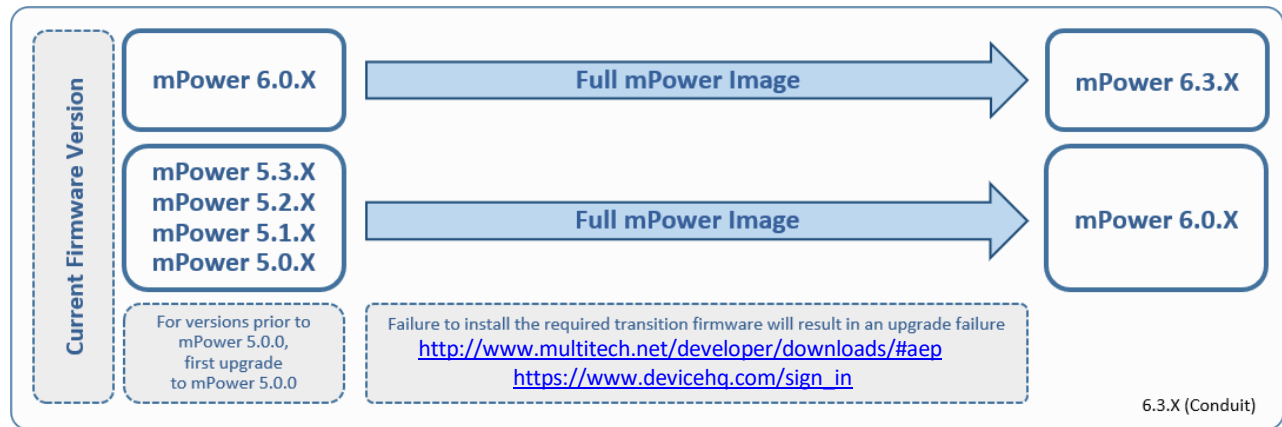 Current Firmware Version
mPower 6.0.X
Full mPower Image
mPower 6.3.X
mPower 5.3.X
mPower 5.2.X
mPower 5.1.X
mPower 5.0.X
Full mPower Image
mPower 6.0.X
For versions prior to
mPower 5.0.0,
first upgrade
to mPower 5.0.0
Failure to install the required transition firmware will result in an upgrade failure
http://www.multitech.net/developer/downloads/#aep
https://www.devicehq.com/sign_in
6.3.X (Conduit)